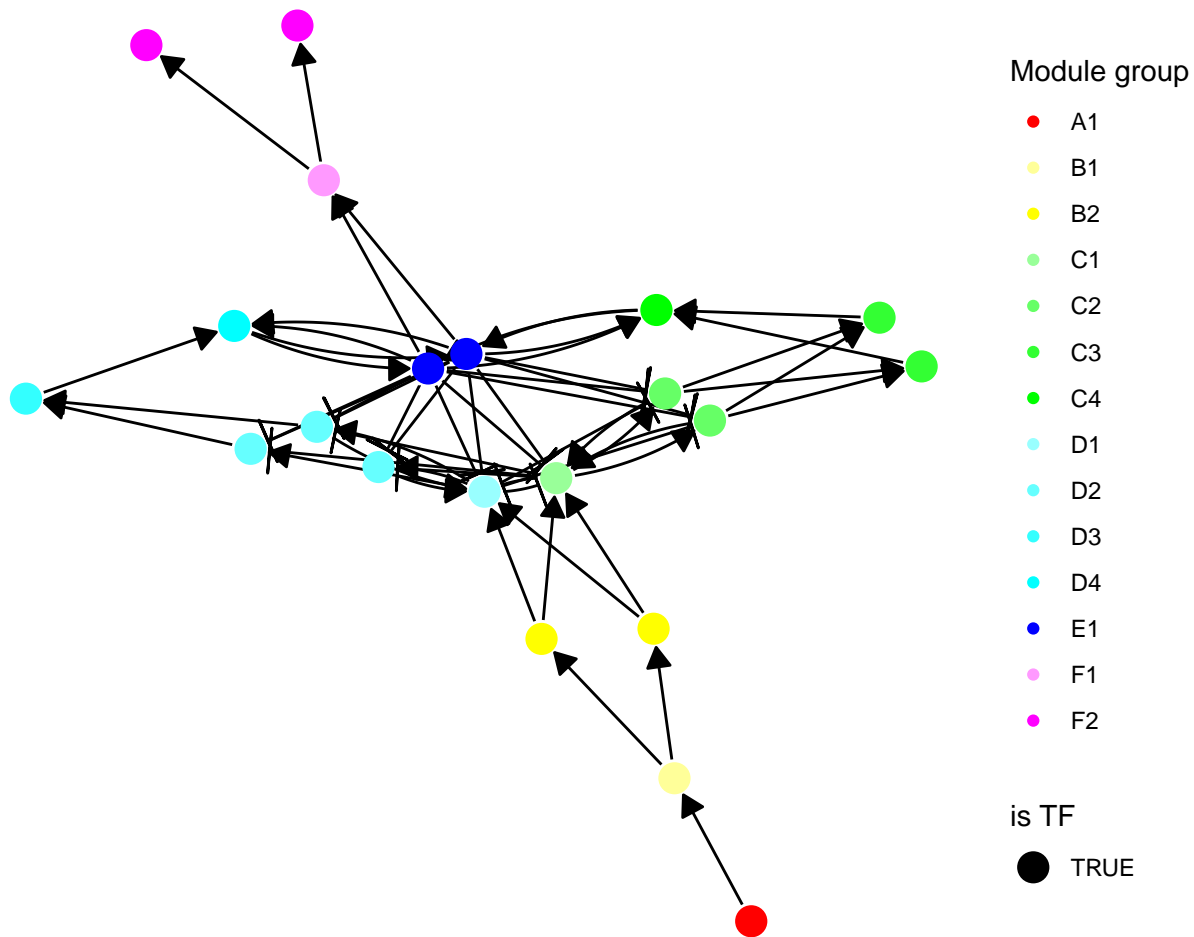 Module group
A1
B1
B2
C1
C2
C3
C4
D1
D2
D3
D4
E1
F1
F2
is TF
TRUE